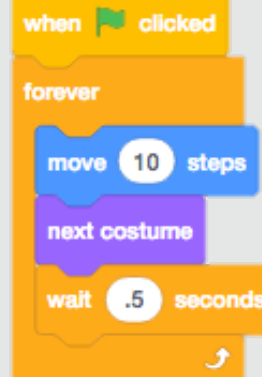 when clicked
forever
move 10 steps
next costume
wait .5 seconds